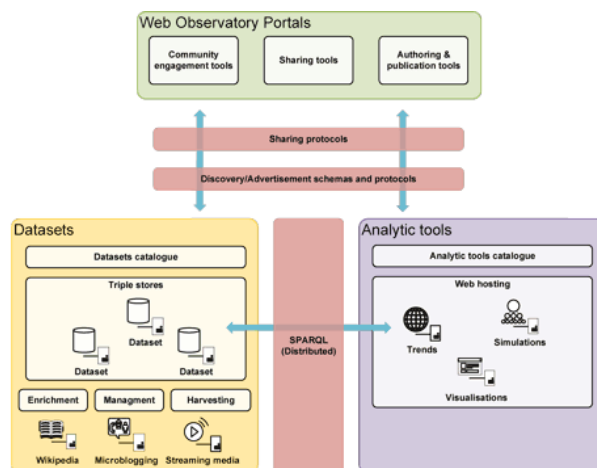 Web Observatory Portals
Community
engagement tools
Sharing tools
Authoring &
publication tools
Sharing protocols
Discovery/Advertisement schemas and protocols
Datasets
Datasets catalogue
Triple stores
Dataset
Dataset
Dataset
Enrichment
Managment
Harvesting
Wikipedia
Microblogging
Streaming media
SPARQL
(Distributed)
Analytic tools
Analytic tools catalogue
Web hosting
Trends
Simulations
Visualisations